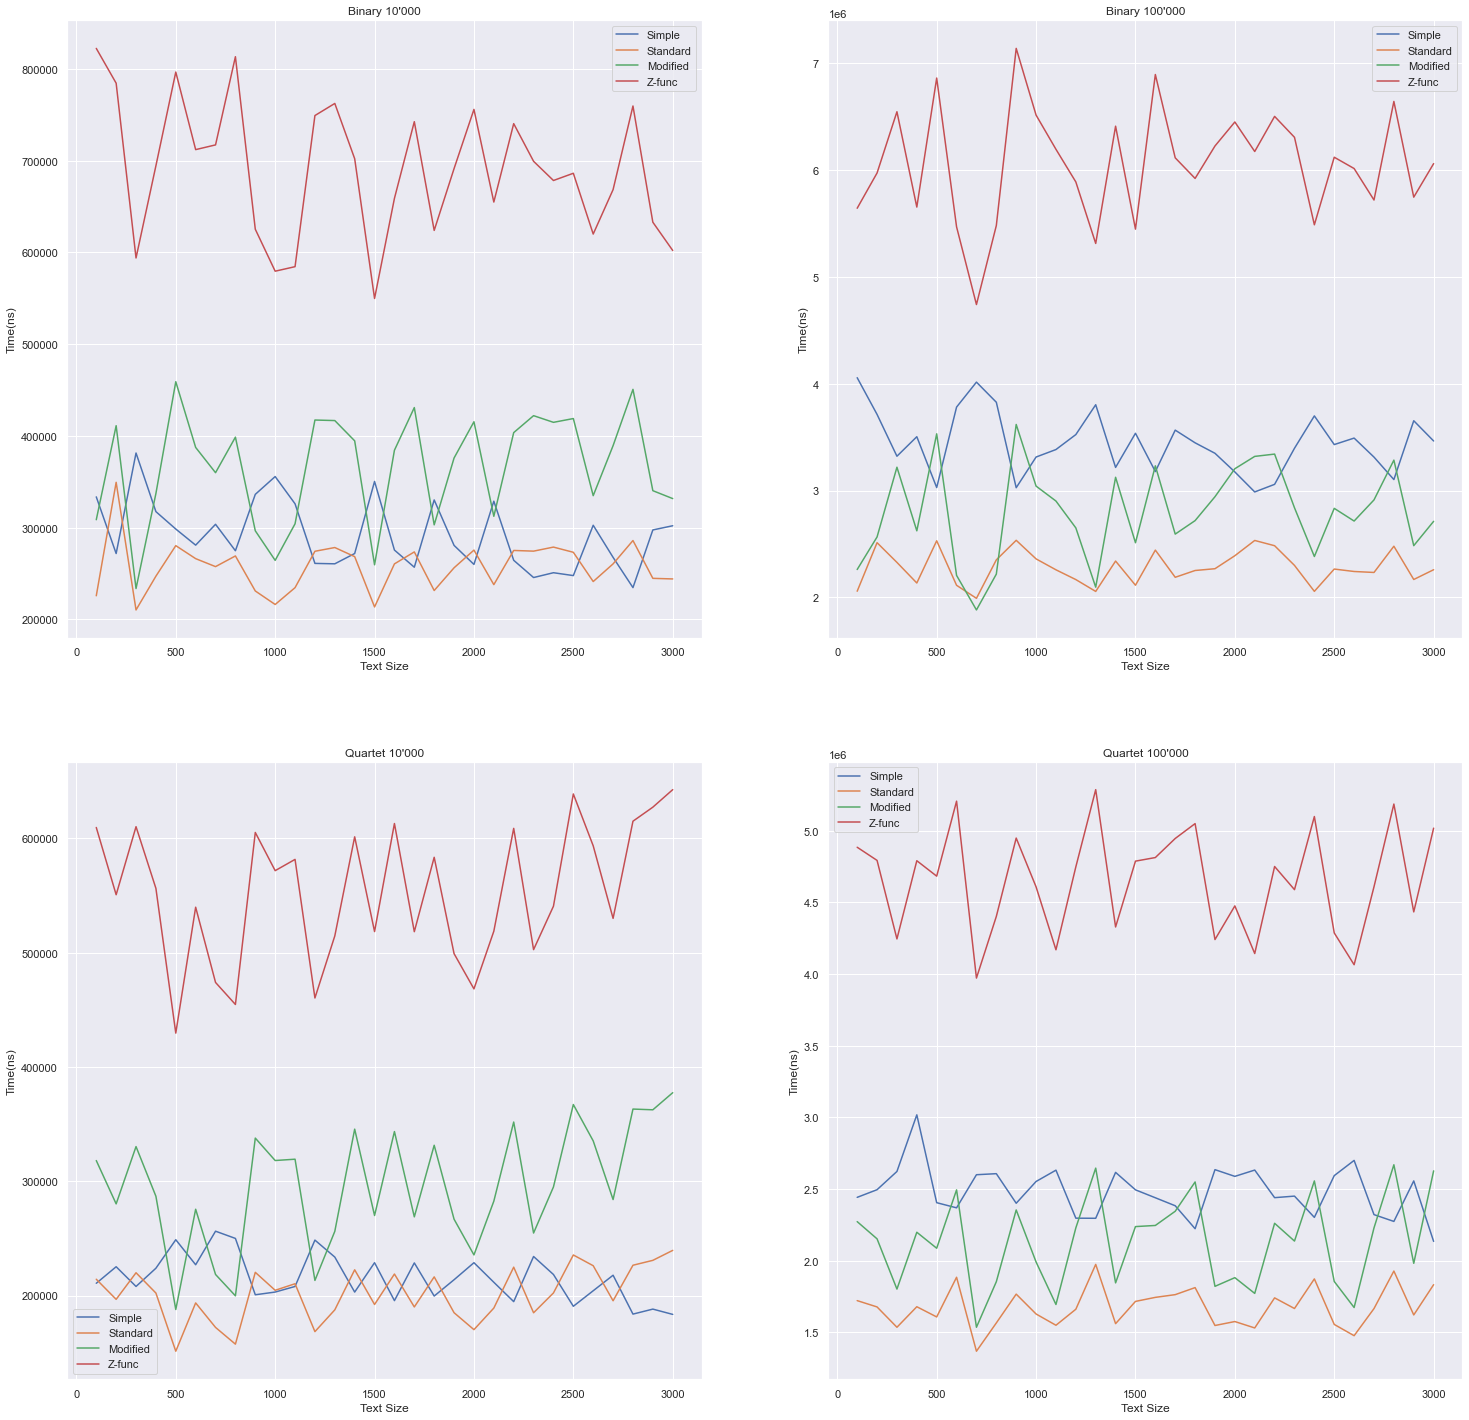 Binary 10'000
Simple
Standard
Modified
Z-func
800000
700000
600000
500000
400000
300000
200000
Time(ns)
0 500 1000 1500 2000 2500 3000
Text Size
Binary 100'000
1e6
Simple
Standard
Modified
Z-func
7
6
5
4
3
2
Time(ns)
0 500 1000 1500 2000 2500 3000
Text Size
Quartet 10'000
600000
500000
400000
300000
200000
Time(ns)
Simple
Standard
Modified
Z-func
0 500 1000 1500 2000 2500 3000
Text Size
Quartet 100'000
1e6
Simple
Standard
Modified
Z-func
5.0
4.5
4.0
3.5
3.0
2.5
2.0
1.5
Time(ns)
0 500 1000 1500 2000 2500 3000
Text Size